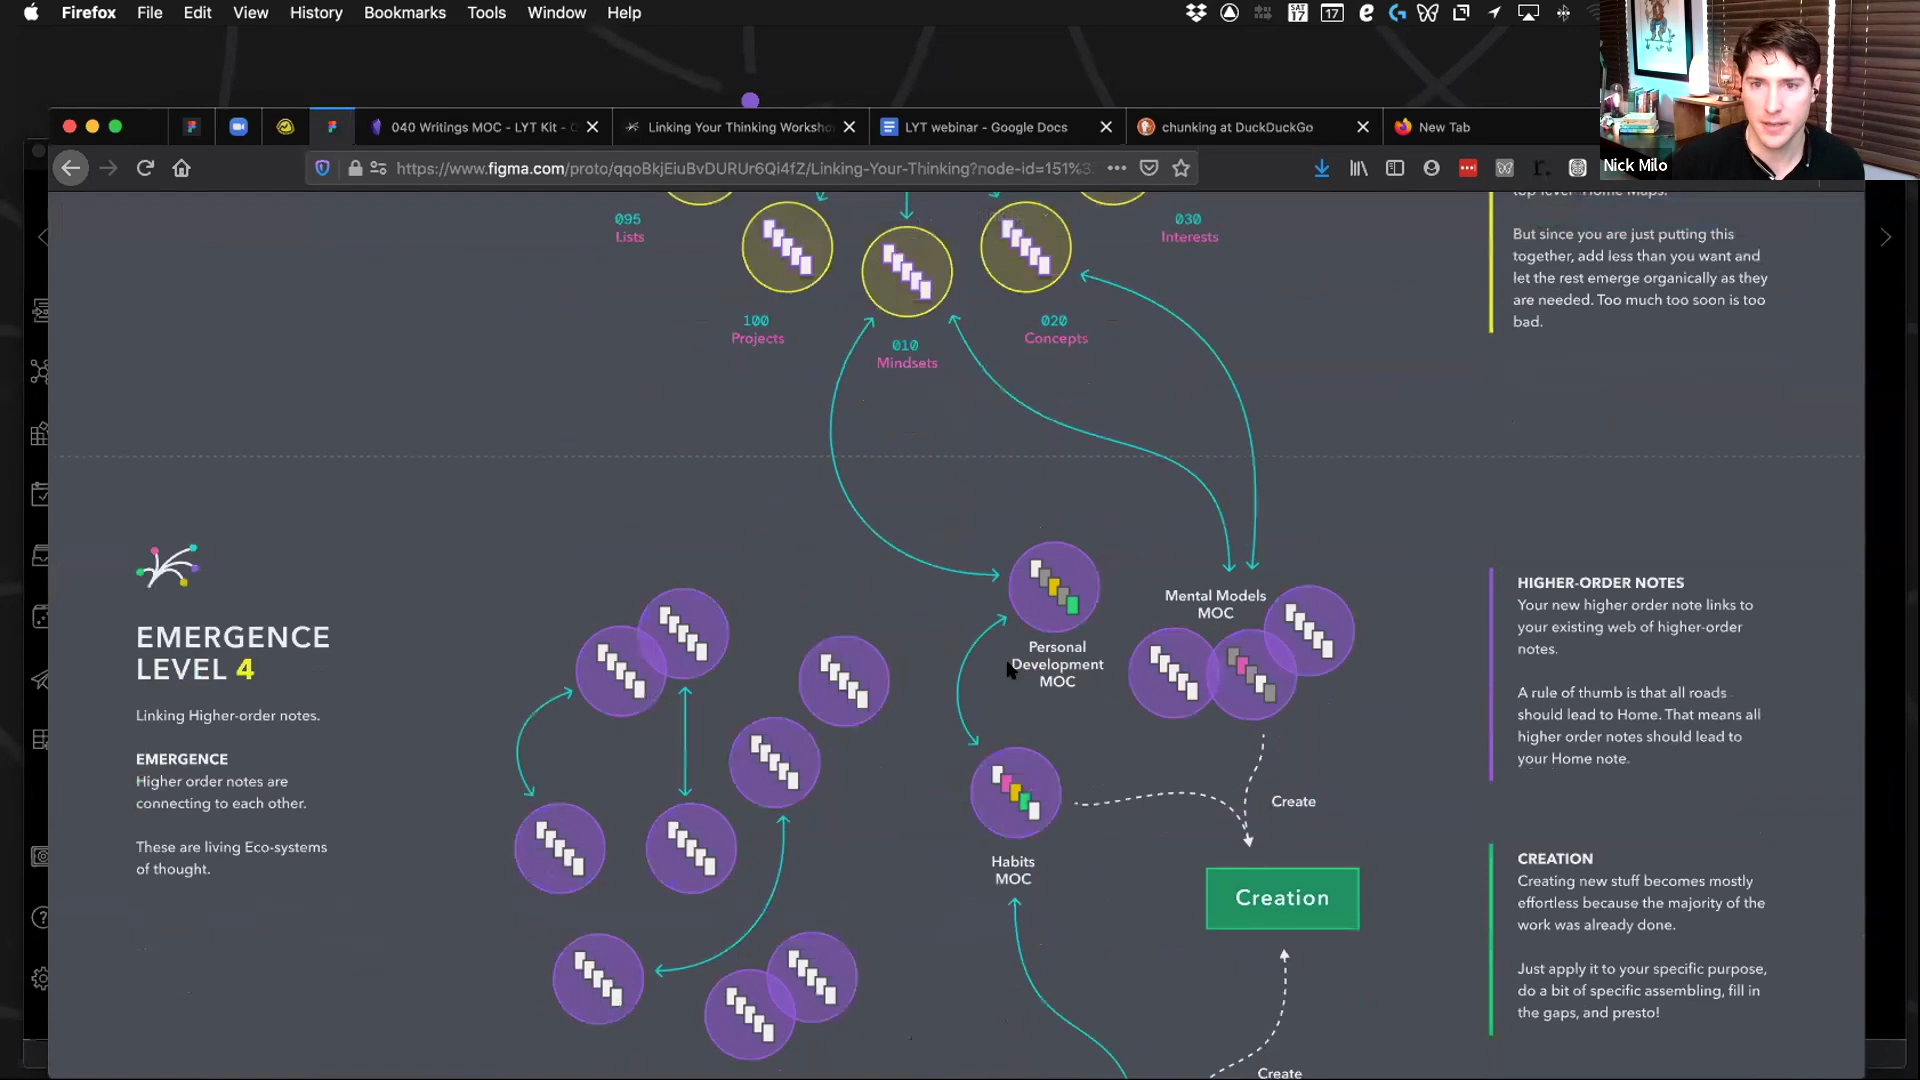 Firefox File Edit View History Bookmarks Tools Window Help
SAT
17
17
Nick Milo
040 Writings MOC - LYT Kit -
Linking Your Thinking Worksho
LYT webinar - Google Docs
chunking at DuckDuckGo
New Tab
https://www.figma.com/proto/qqoBkjEiuBvDURUr6Qi4fZ/Linking-Your-Thinking?node-id=151%3
top-level "Home Maps."
095
Lists
030
Interests
100
Projects
010
Mindsets
020
Concepts
But since you are just putting this
together, add less than you want and
let the rest emerge organically as they
are needed. Too much too soon is too
bad.
EMERGENCE
LEVEL 4
Linking Higher-order notes.
EMERGENCE
Higher order notes are
connecting to each other.
These are living Eco-systems
of thought.
Personal
Development
MOC
Mental Models
MOC
Habits
MOC
Create
Creation
Create
HIGHER-ORDER NOTES
Your new higher order note links to
your existing web of higher-order
notes.
A rule of thumb is that all roads
should lead to Home. That means all
higher order notes should lead to
your Home note.
CREATION
Creating new stuff becomes mostly
effortless because the majority of the
work was already done.
Just apply it to your specific purpose,
do a bit of specific assembling, fill in
the gaps, and presto!